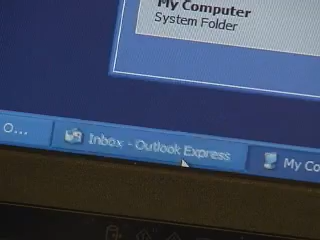 My Computer
System Folder
O...
Inbox - Outlook Express
My Co